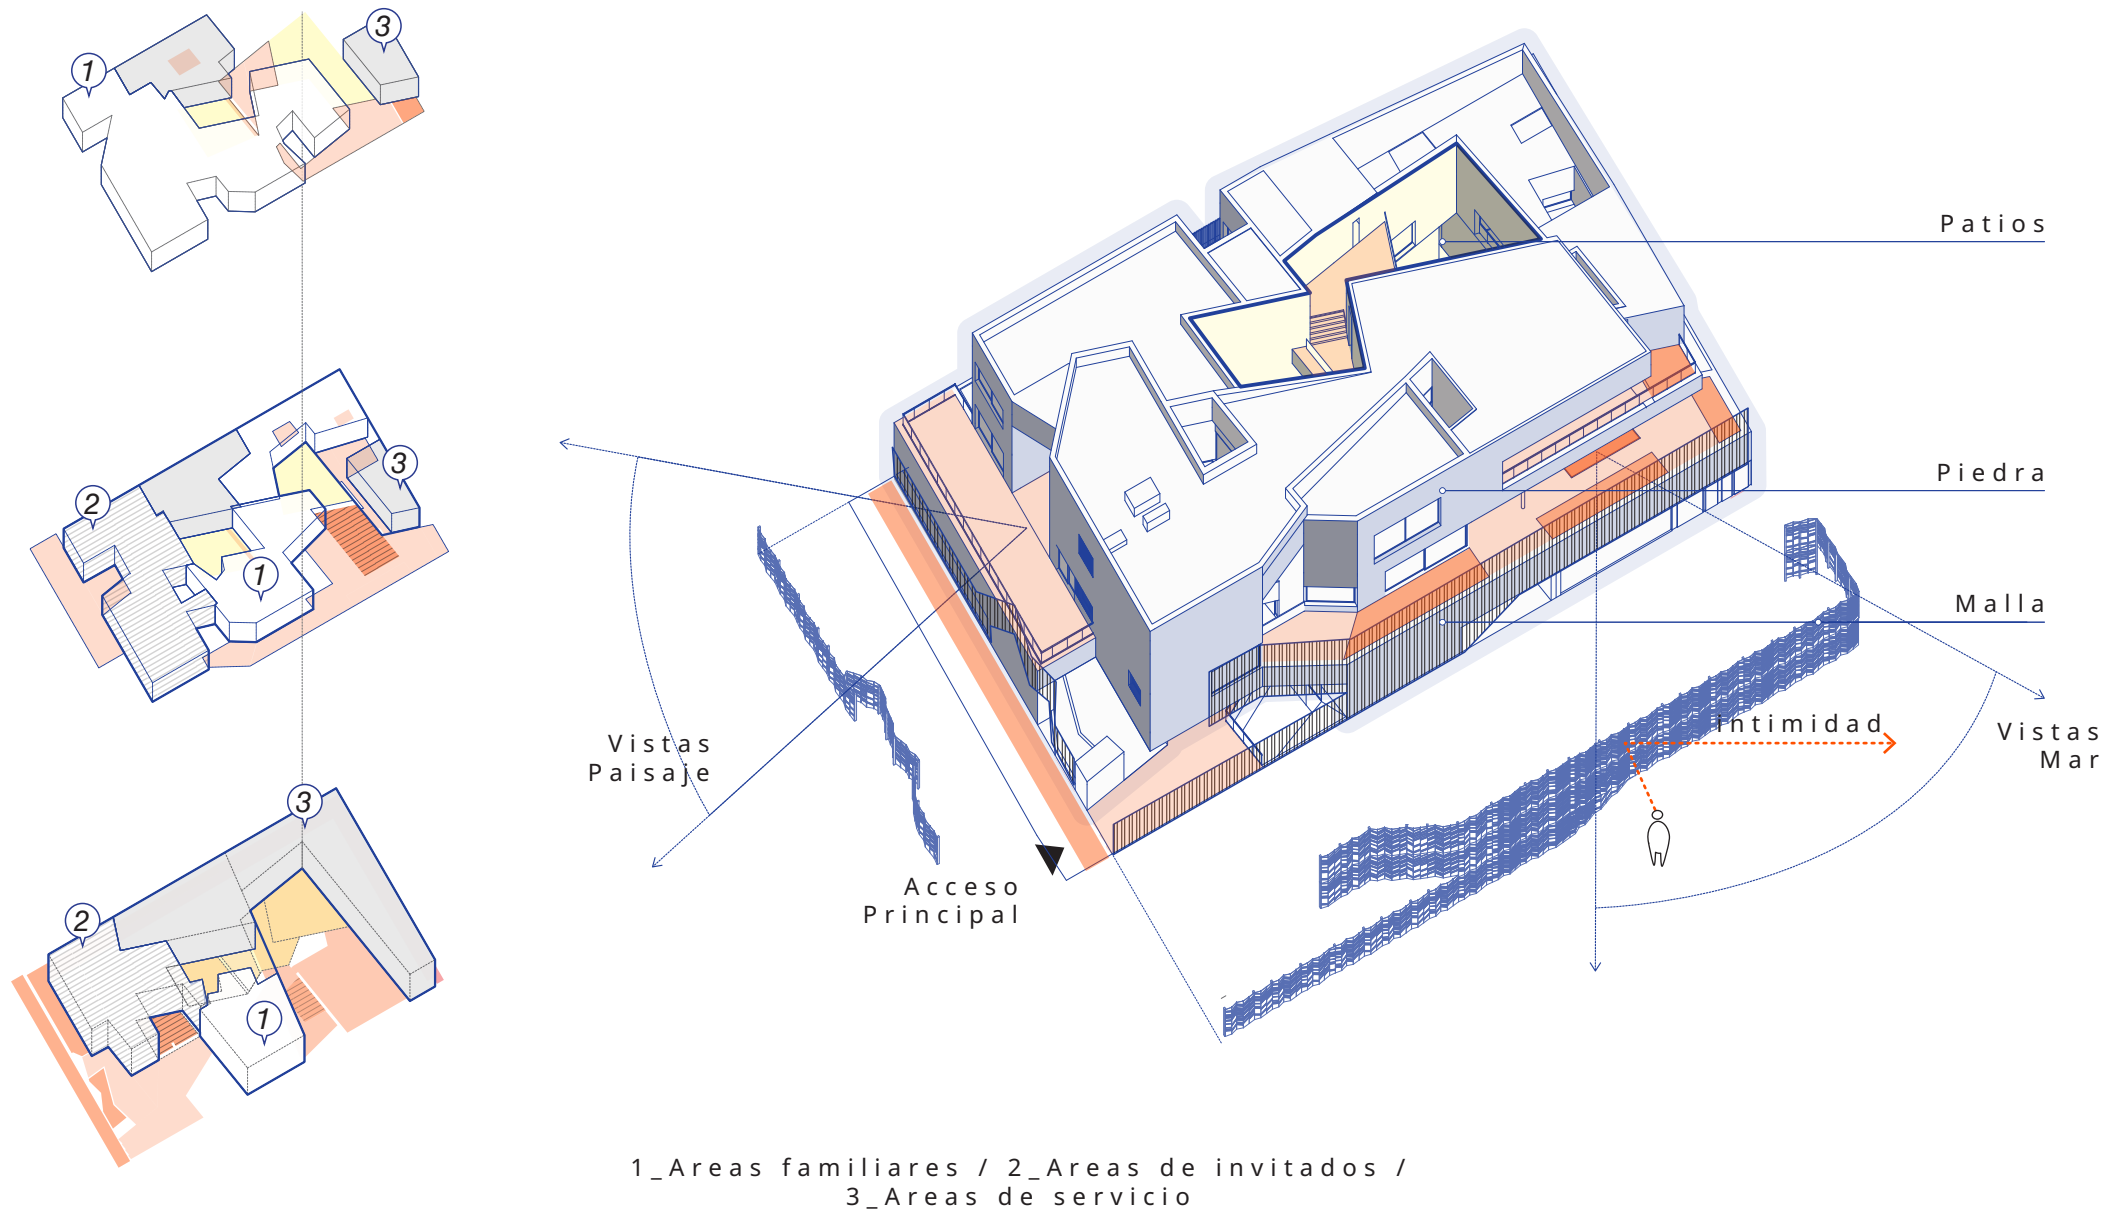 1
3
Patios
2
3
1
Piedra
Malla
intimidad
Vistas
Mar
Vistas
Paisaje
Acceso
Principal
3
2
1
1_Areas familiares / 2_Areas de invitados /
3_Areas de servicio